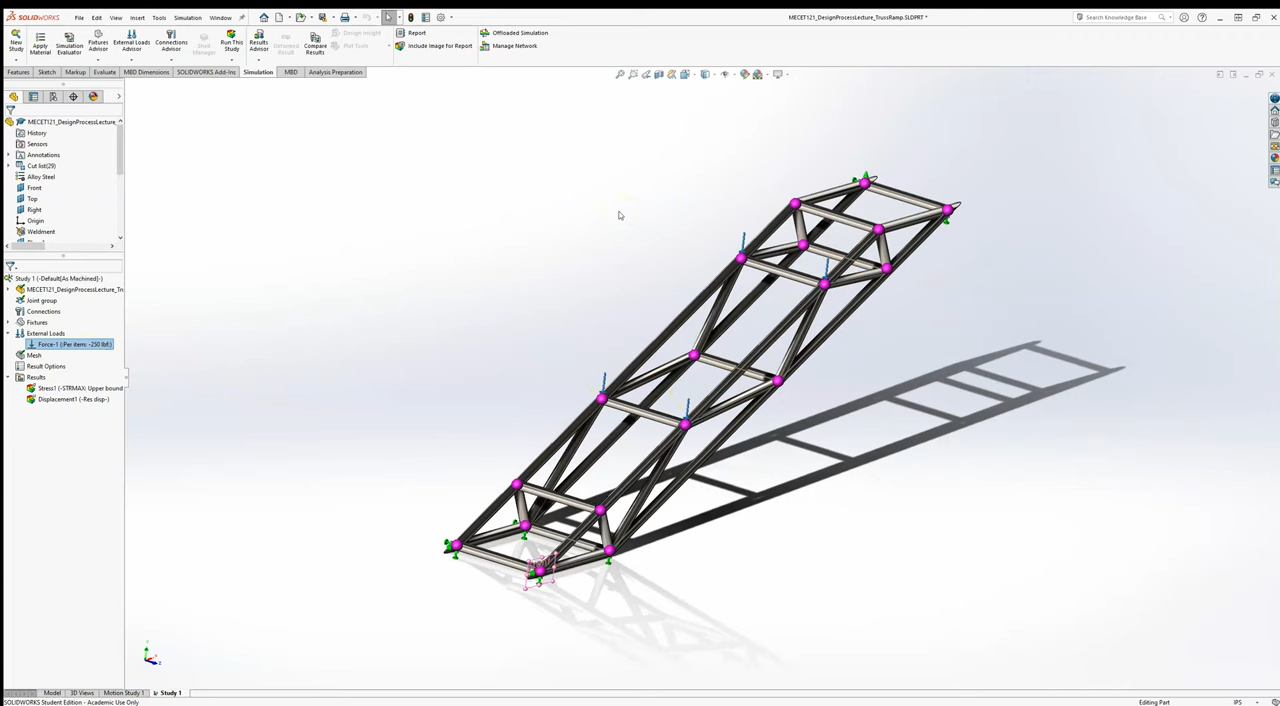 SOLIDWORKS File Edit View Insert Tools Simulation Window MECET121_DesignProcessLecture_TrussRamp.SLDPRT * Search Knowledge Base
New Study
Apply Material
Simulation Evaluator
Fixtures Advisor
External Loads Advisor
Connections Advisor
Shell Manager
Run This Study
Results Advisor
Deformed Result
Compare Results
Design Insight
Plot Tools
Report
Include Image for Report
Offloaded Simulation
Manage Network
Features Sketch Markup Evaluate MBD Dimensions SOLIDWORKS Add-Ins Simulation MBD Analysis Preparation
MECET121_DesignProcessLecture_
History
Sensors
Annotations
Cut list(29)
Alloy Steel
Front
Top
Right
Origin
Weldment
Study 1 (-Default[As Machined]-)
MECET121_DesignProcessLecture_Tru
Joint group
Connections
Fixtures
External Loads
Force-1 (:Per item: -250 lbf:)
Mesh
Result Options
Results
Stress1 (-STRMAX: Upper bound
Displacement1 (-Res disp-)
Model 3D Views Motion Study 1 Study 1
SOLIDWORKS Student Edition - Academic Use Only Editing Part IPS